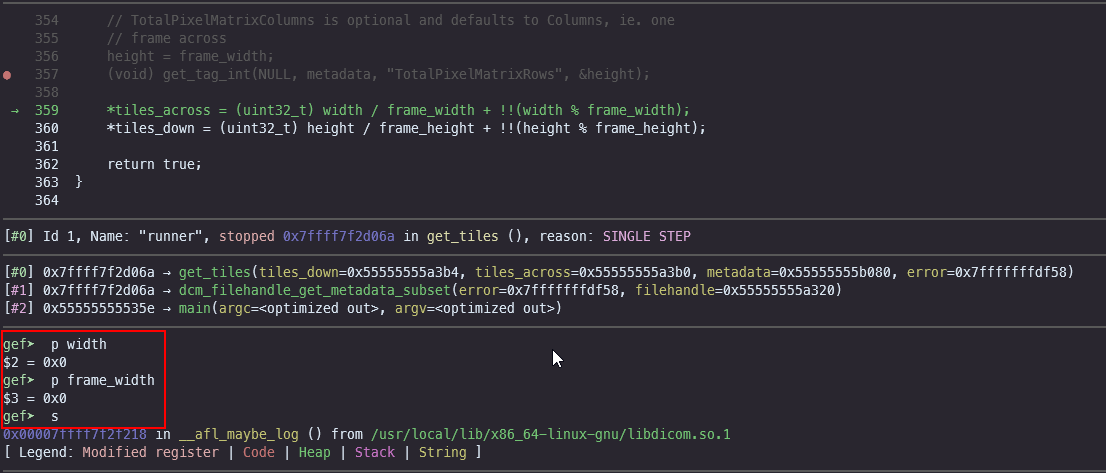 354 // TotalPixelMatrixColumns is optional and defaults to Columns, ie. one
355 // frame across
356 height = frame_width;
357 (void) get_tag_int(NULL, metadata, "TotalPixelMatrixRows", &height);
358
→ 359 *tiles_across = (uint32_t) width / frame_width + !!(width % frame_width);
360 *tiles_down = (uint32_t) height / frame_height + !!(height % frame_height);
361
362 return true;
363 }
364
[#0] Id 1, Name: "runner", stopped 0x7ffff7f2d06a in get_tiles (), reason: SINGLE STEP
[#0] 0x7ffff7f2d06a → get_tiles(tiles_down=0x55555555a3b4, tiles_across=0x55555555a3b0, metadata=0x55555555b080, error=0x7fffffffdf58)
[#1] 0x7ffff7f2d06a → dcm_filehandle_get_metadata_subset(error=0x7fffffffdf58, filehandle=0x55555555a320)
[#2] 0x55555555535e → main(argc=<optimized out>, argv=<optimized out>)
gef➤ p width
$2 = 0x0
gef➤ p frame_width
$3 = 0x0
gef➤ s
0x00007ffff7f2f218 in __afl_maybe_log () from /usr/local/lib/x86_64-linux-gnu/libdicom.so.1
[ Legend: Modified register | Code | Heap | Stack | String ]